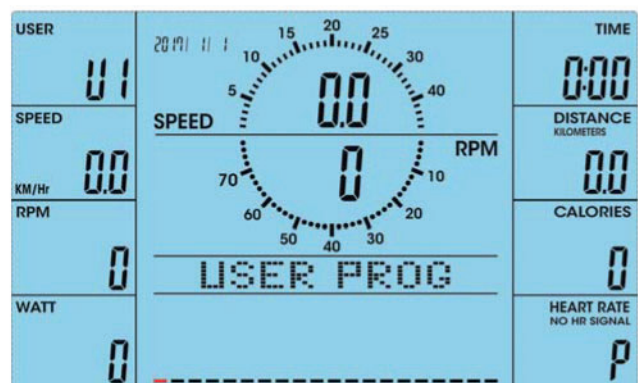 USER
U1
SPEED
KM/Hr 0.0
RPM
0
WATT
0
2017/ 1/ 1
5 10 15 20 25 30 40
SPEED 0.0
RPM
0
10 20 30 40 50 60 70
USER PROG
TIME
0:00
DISTANCE
KILOMETERS
0.0
CALORIES
0
HEART RATE
NO HR SIGNAL
P